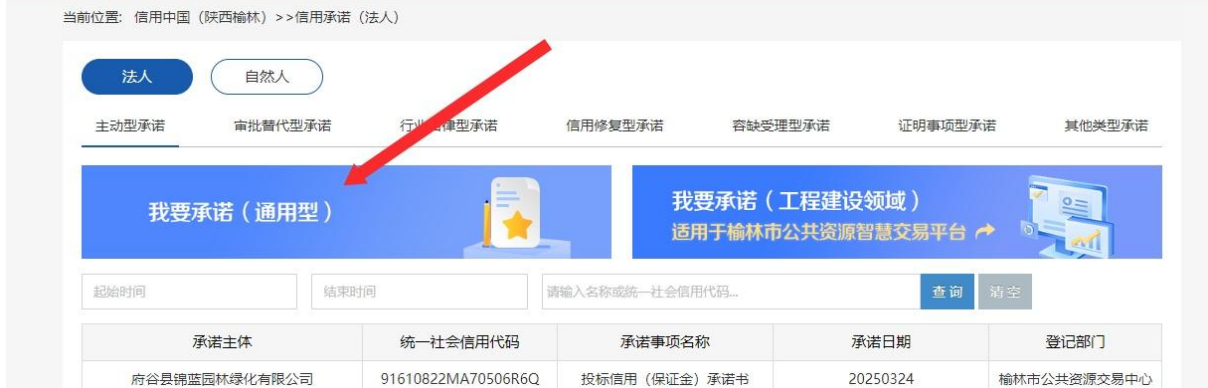 当前位置: 信用中国（陕西榆林）>>信用承诺（法人）
法人 自然人
主动型承诺 审批替代型承诺 行业自律型承诺 信用修复型承诺 容缺受理型承诺 证明事项型承诺 其他类型承诺
我要承诺（通用型）
我要承诺（工程建设领域）
适用于榆林市公共资源智慧交易平台
起始时间 结束时间 请输入名称或统一社会信用代码... 查询 清空
承诺主体 统一社会信用代码 承诺事项名称 承诺日期 登记部门
府谷县锦蓝园林绿化有限公司 91610822MA70506R6Q 投标信用（保证金）承诺书 20250324 榆林市公共资源交易中心